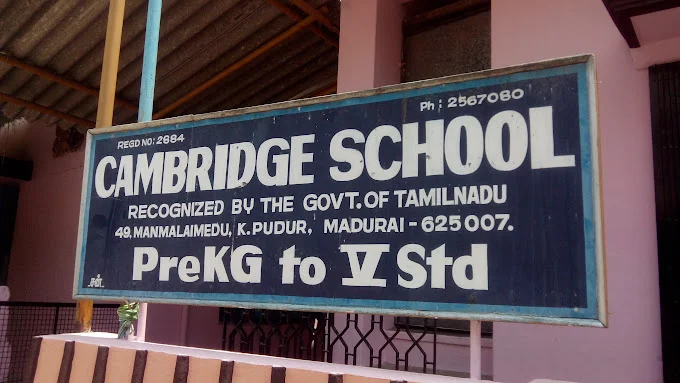 REGD NO: 2884
Ph : 2567080
CAMBRIDGE SCHOOL
RECOGNIZED BY THE GOVT. OF TAMILNADU
49, MANMALAIMEDU, K. PUDUR, MADURAI - 625 007.
PreKG to V Std